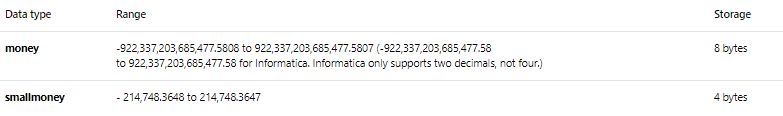 Data type Range Storage
money -922,337,203,685,477.5808 to 922,337,203,685,477.5807 (-922,337,203,685,477.58 8 bytes
to 922,337,203,685,477.58 for Informatica. Informatica only supports two decimals, not four.)
smallmoney - 214,748.3648 to 214,748.3647 4 bytes